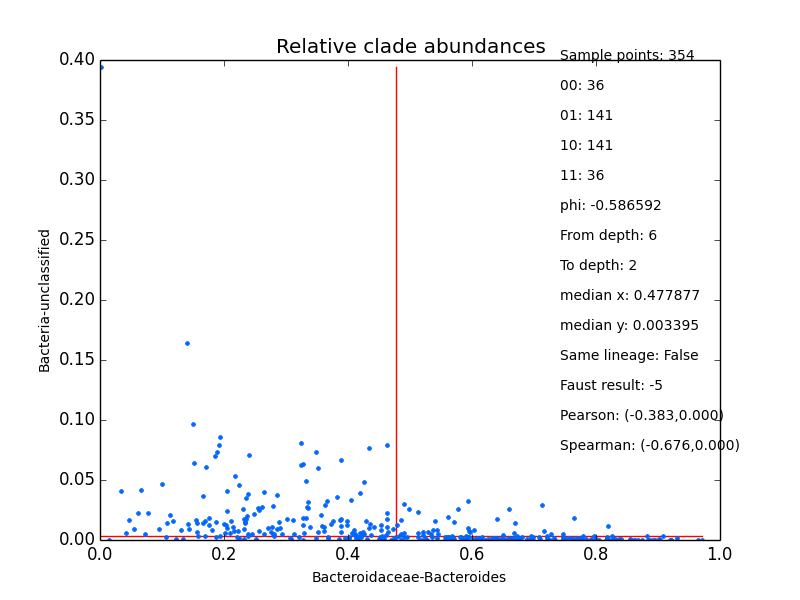 Relative clade abundances
Sample points: 354
00: 36
01: 141
10: 141
11: 36
phi: -0.586592
From depth: 6
To depth: 2
median x: 0.477877
median y: 0.003395
Same lineage: False
Faust result: -5
Pearson: (-0.383,0.000)
Spearman: (-0.676,0.000)
0.40
0.35
0.30
0.25
0.20
0.15
0.10
0.05
0.00
Bacteria-unclassified
0.0 0.2 0.4 0.6 0.8 1.0
Bacteroidaceae-Bacteroides